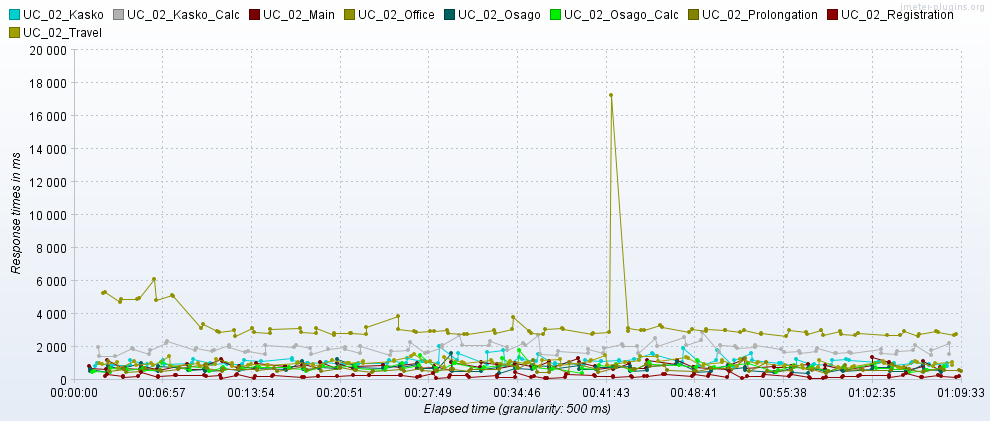 UC_02_Kasko UC_02_Kasko_Calc UC_02_Main UC_02_Office UC_02_Osago UC_02_Osago_Calc UC_02_Prolongation UC_02_Registration
UC_02_Travel
jmeter-plugins.org
20 000
18 000
16 000
14 000
12 000
10 000
8 000
6 000
4 000
2 000
0
Response times in ms
00:00:00 00:06:57 00:13:54 00:20:51 00:27:49 00:34:46 00:41:43 00:48:41 00:55:38 01:02:35 01:09:33
Elapsed time (granularity: 500 ms)